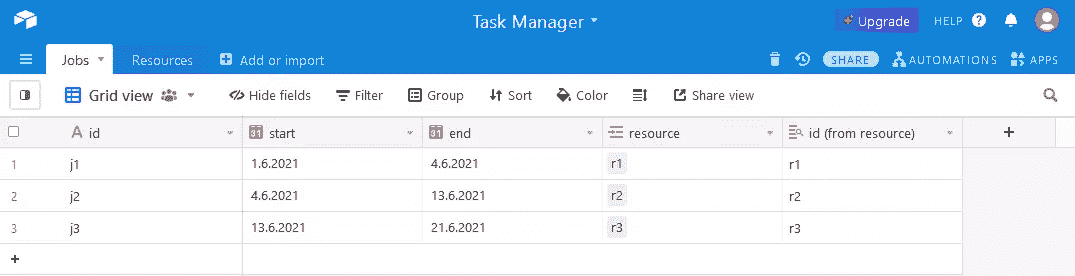 Task Manager
Upgrade
HELP
Jobs
Resources
Add or import
SHARE
AUTOMATIONS
APPS
Grid view
Hide fields
Filter
Group
Sort
Color
Share view
A id
31 start
31 end
resource
id (from resource)
1 j1 1.6.2021 4.6.2021 r1 r1
2 j2 4.6.2021 13.6.2021 r2 r2
3 j3 13.6.2021 21.6.2021 r3 r3